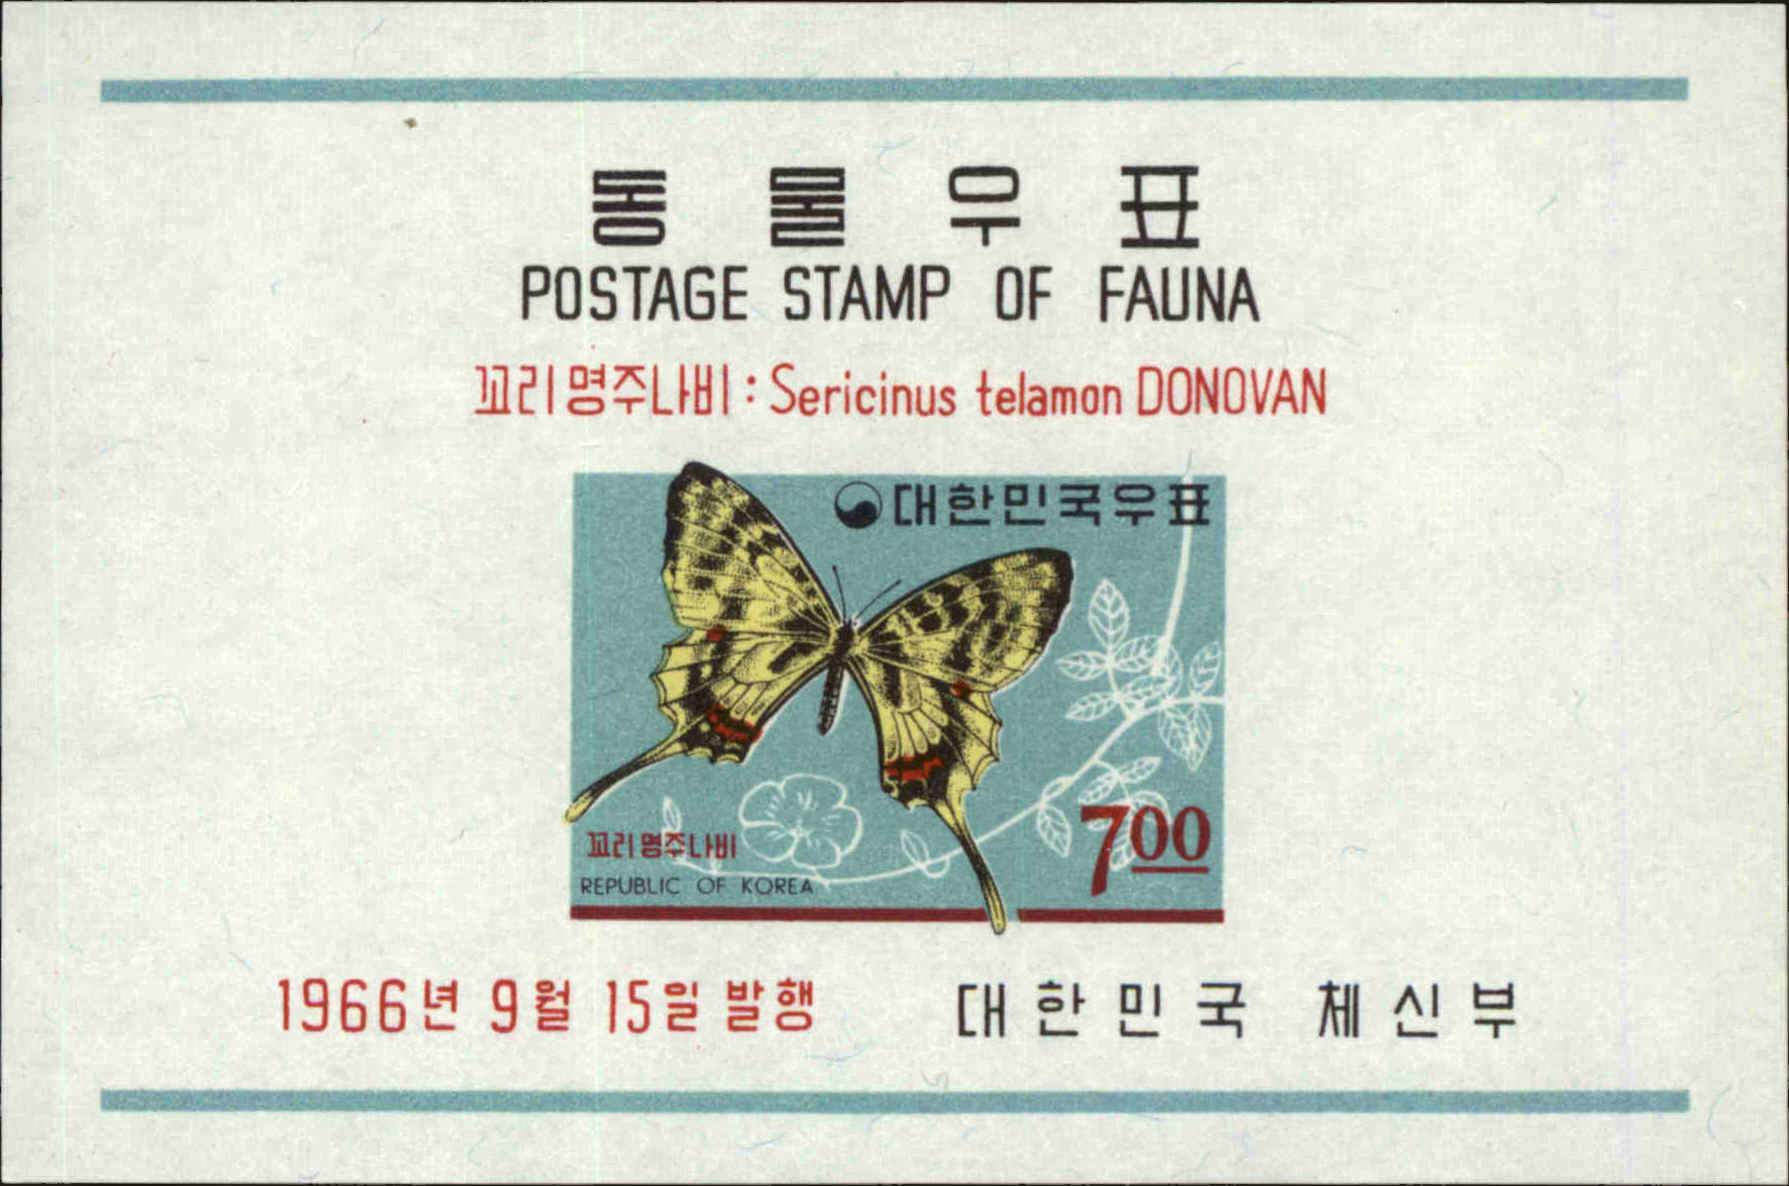 동물우표
POSTAGE STAMP OF FAUNA
꼬리명주나비 : Sericinus telamon DONOVAN
대한민국우표
700
꼬리명주나비
REPUBLIC OF KOREA
1966년 9월 15일 발행 대한민국 체신부